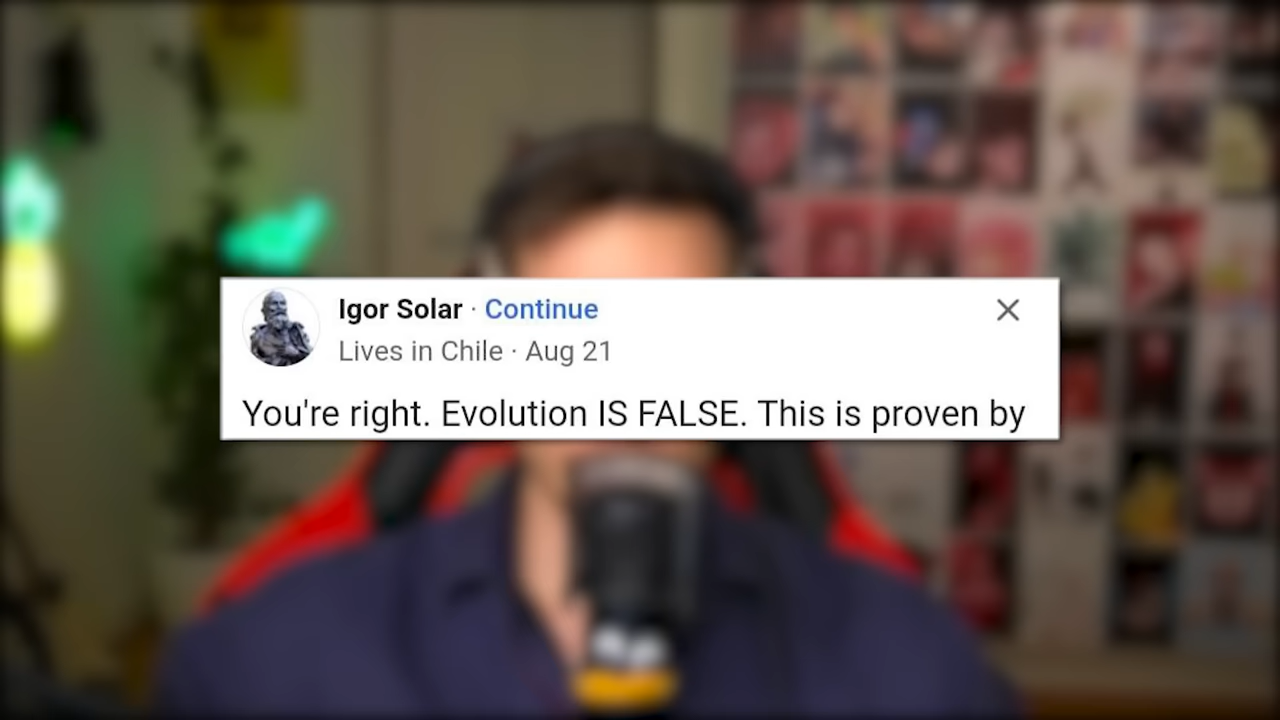 Igor Solar · Continue
Lives in Chile · Aug 21
You're right. Evolution IS FALSE. This is proven by